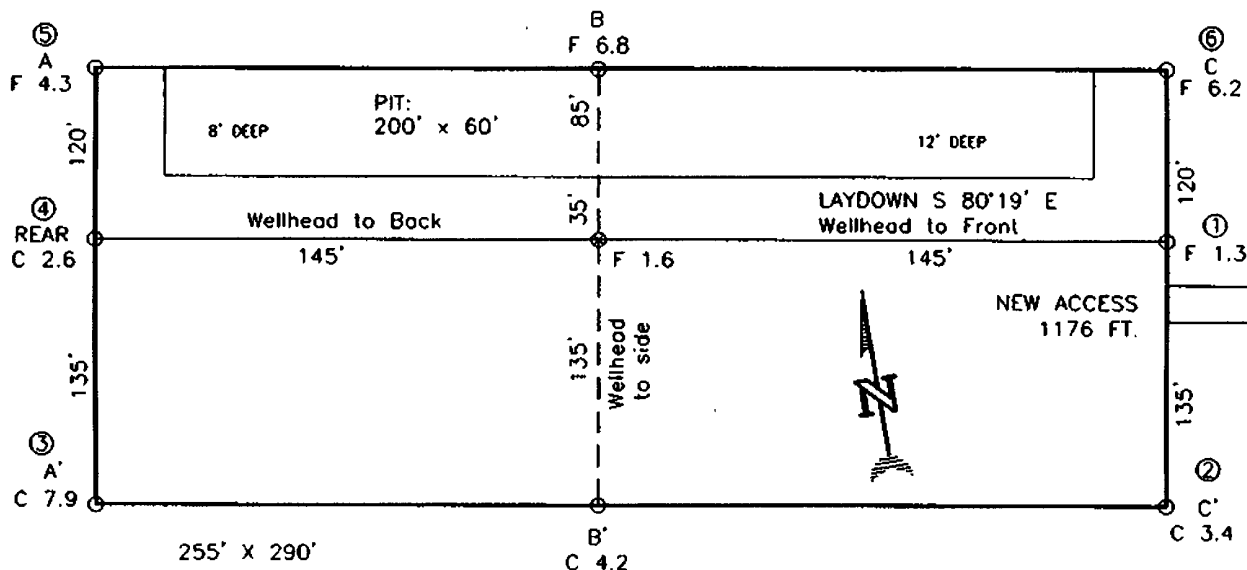 B
F 6.8
⑤
A
F 4.3
⑥
C
F 6.2
PIT:
200' x 60'
8' DEEP
12' DEEP
85'
120'
120'
35'
LAYDOWN S 80°19' E
Wellhead to Front
Wellhead to Back
④
REAR
C 2.6
145'
F 1.6
145'
①
F 1.3
NEW ACCESS
1176 FT.
135'
135'
Wellhead
to side
N
135'
③
A'
C 7.9
②
C'
C 3.4
B'
C 4.2
255' X 290'